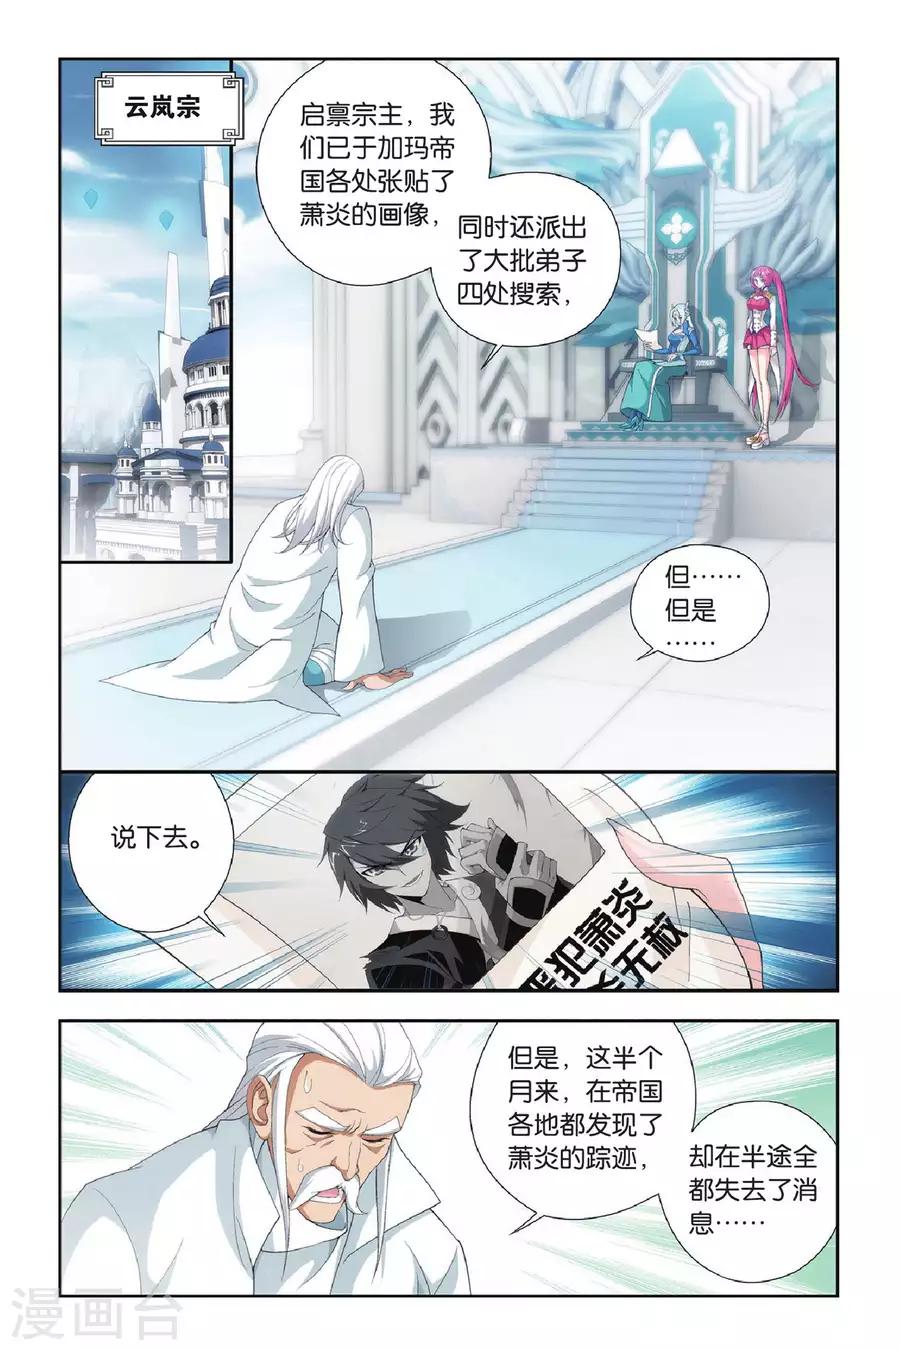 云岚宗
启禀宗主，我
们已于加玛帝
国各处张贴了
萧炎的画像，
同时还派出
了大批弟子
四处搜索，
但……
但是
……
说下去。
犯萧炎
无赦
但是，这半个
月来，在帝国
各地都发现了
萧炎的踪迹，
却在半途全
都失去了消
息……
漫画台